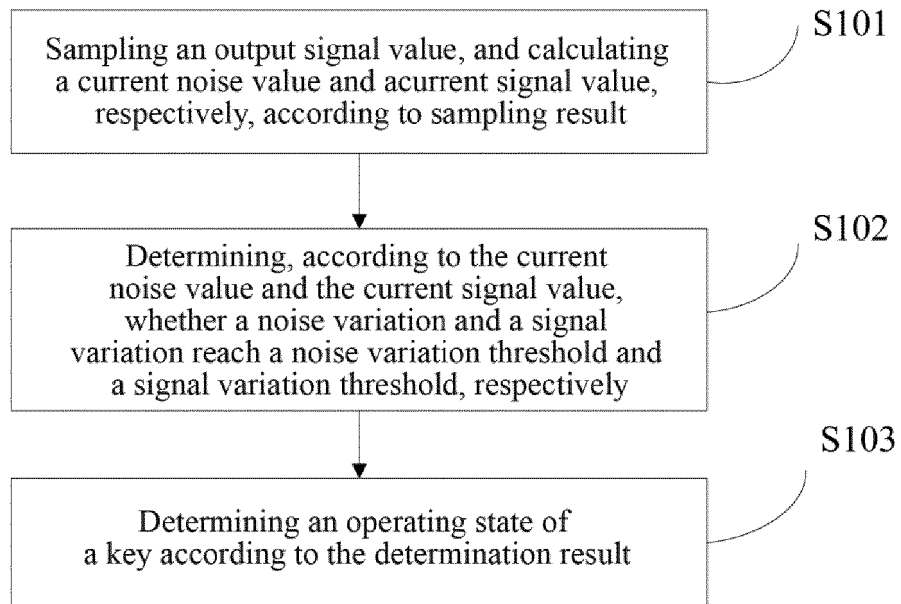 S101
Sampling an output signal value, and calculating
a current noise value and acurrent signal value,
respectively, according to sampling result
S102
Determining, according to the current
noise value and the current signal value,
whether a noise variation and a signal
variation reach a noise variation threshold and
a signal variation threshold, respectively
S103
Determining an operating state of
a key according to the determination result